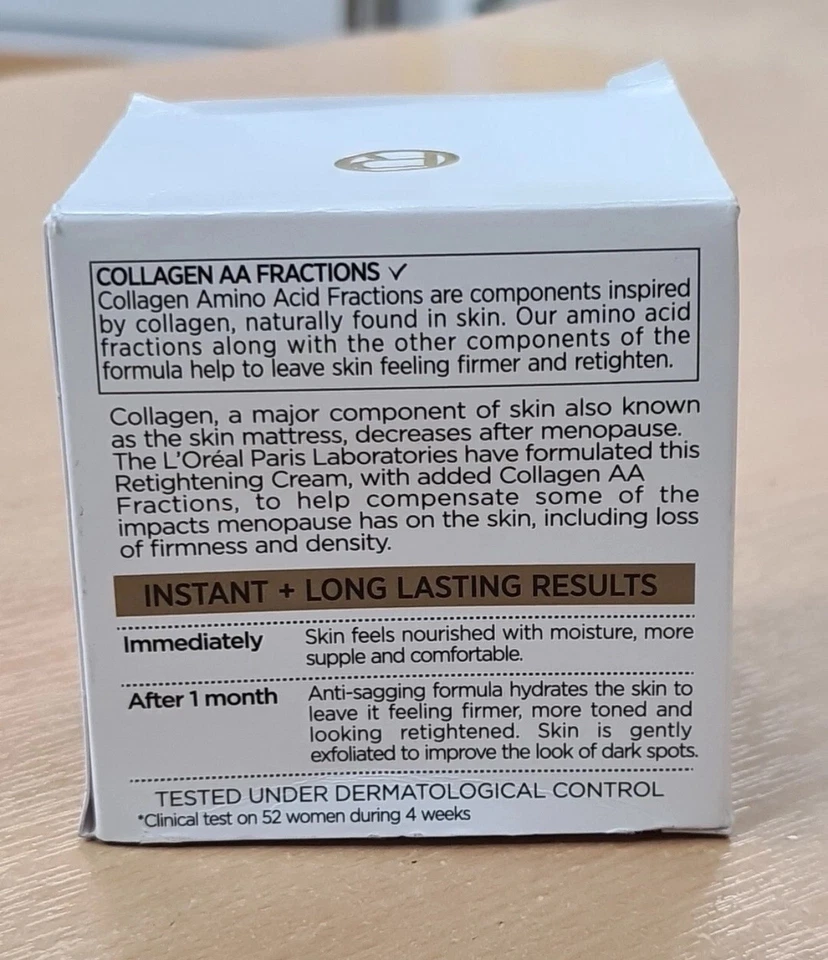 COLLAGEN AA FRACTIONS ✓
Collagen Amino Acid Fractions are components inspired
by collagen, naturally found in skin. Our amino acid
fractions along with the other components of the
formula help to leave skin feeling firmer and retighten.
Collagen, a major component of skin also known
as the skin mattress, decreases after menopause.
The L'Oréal Paris Laboratories have formulated this
Retightening Cream, with added Collagen AA
Fractions, to help compensate some of the
impacts menopause has on the skin, including loss
of firmness and density.
INSTANT + LONG LASTING RESULTS
Immediately
Skin feels nourished with moisture, more
supple and comfortable.
After 1 month
Anti-sagging formula hydrates the skin to
leave it feeling firmer, more toned and
looking retightened. Skin is gently
exfoliated to improve the look of dark spots.
TESTED UNDER DERMATOLOGICAL CONTROL
*Clinical test on 52 women during 4 weeks